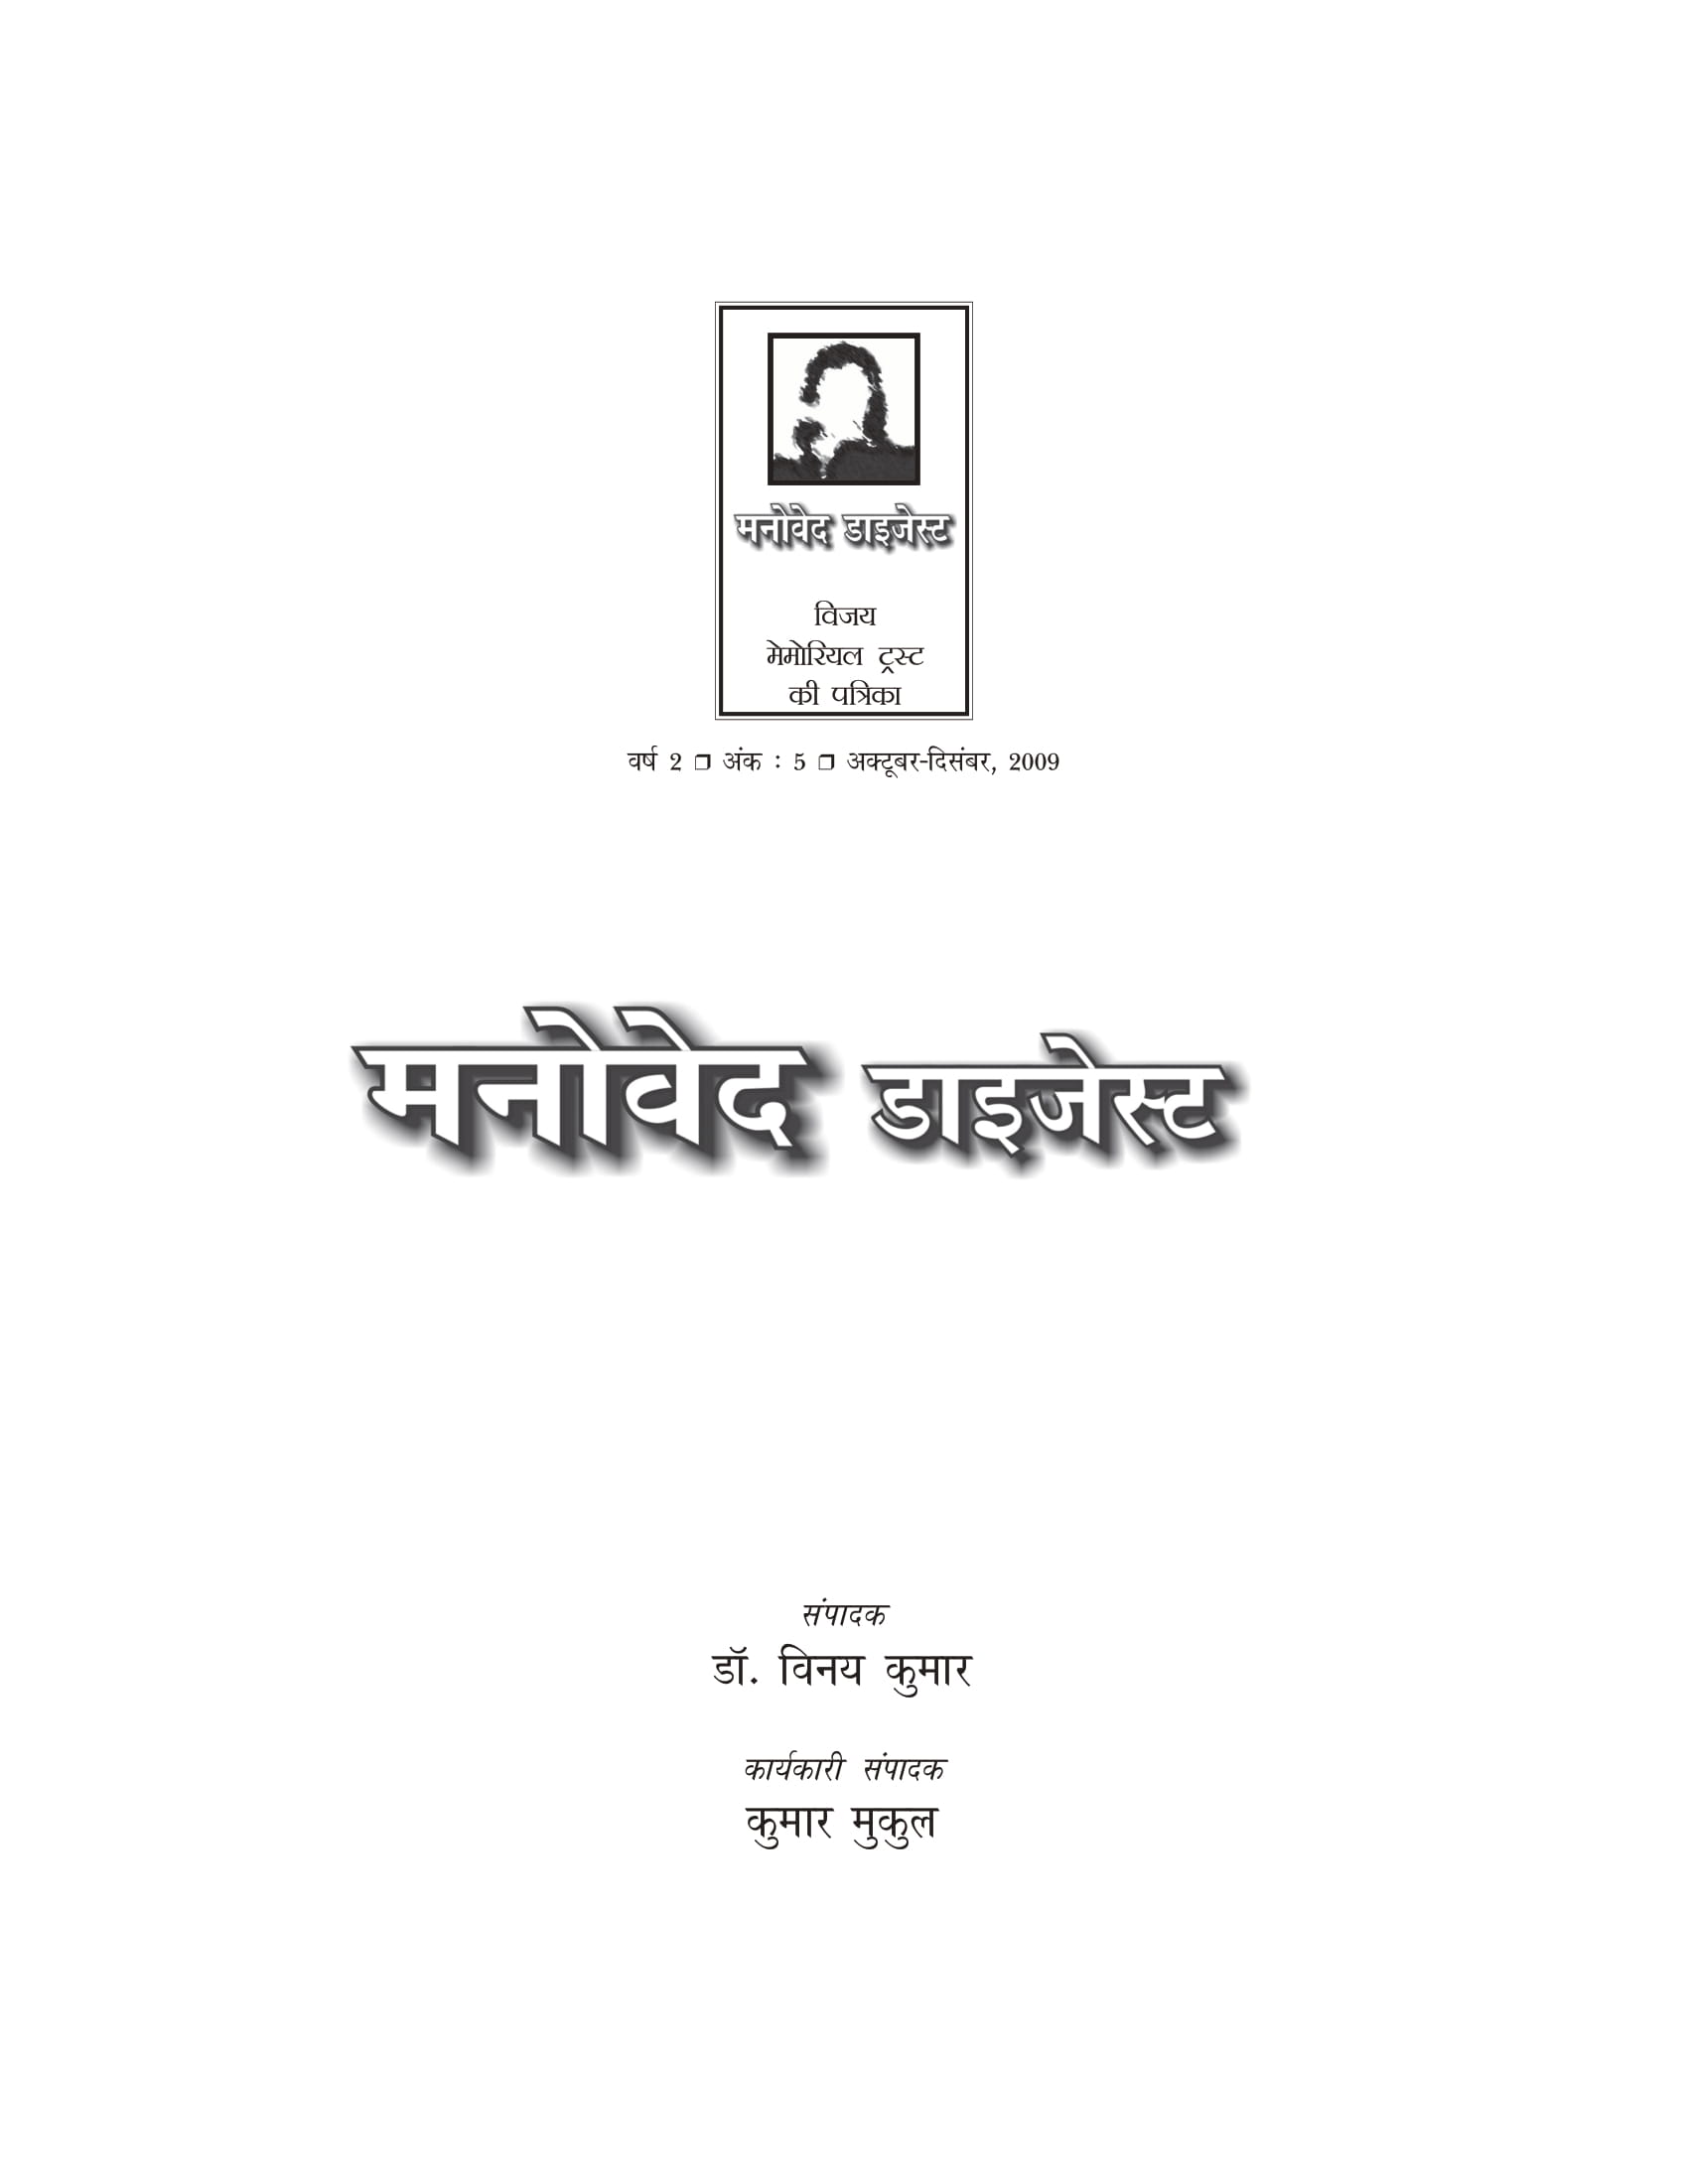 मनोवेद डाइजेस्ट
विजय
मेमोरियल ट्रस्ट
की पत्रिका
वर्ष 2 ❒ अंक : 5 ❒ अक्टूबर-दिसंबर, 2009
मनोवेद डाइजेस्ट
संपादक
डॉ. विनय कुमार
कार्यकारी संपादक
कुमार मुकुल